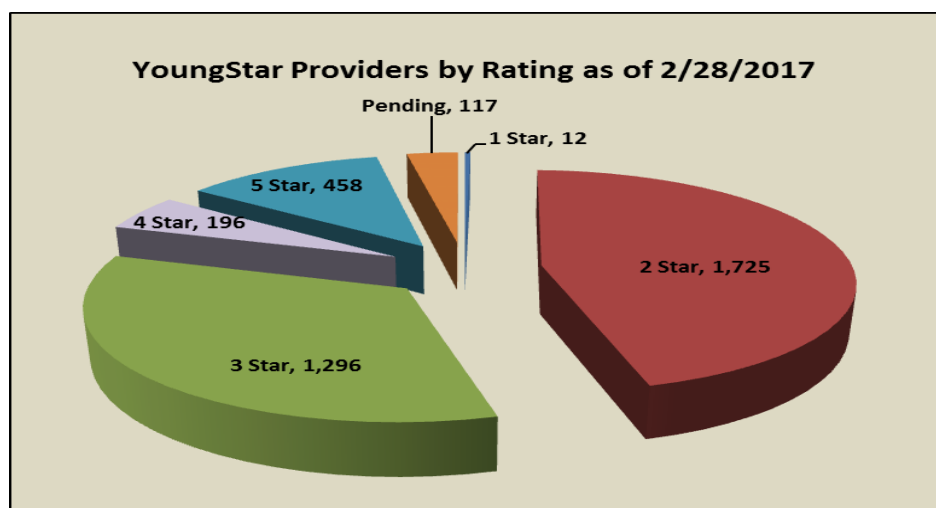 YoungStar Providers by Rating as of 2/28/2017
Pending, 117
1 Star, 12
5 Star, 458
4 Star, 196
2 Star, 1,725
3 Star, 1,296